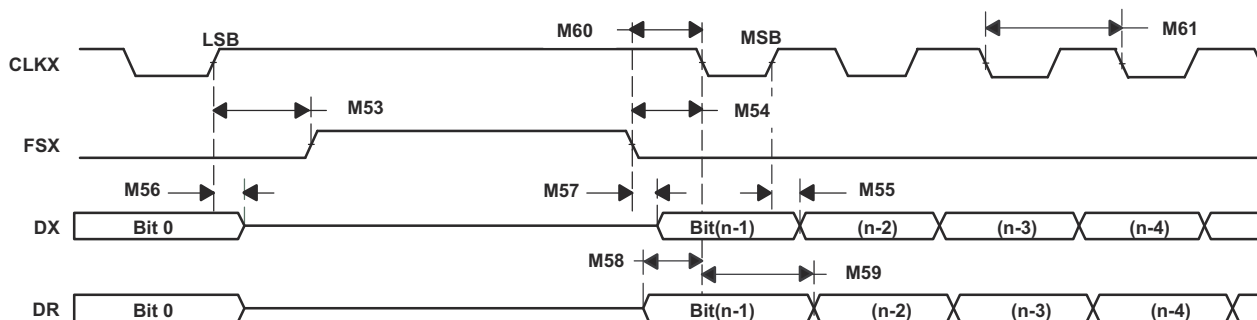 LSB M60 MSB M61
CLKX
M53 M54
FSX
M56 M57 M55
DX Bit 0 Bit(n-1) (n-2) (n-3) (n-4)
M58 M59
DR Bit 0 Bit(n-1) (n-2) (n-3) (n-4)